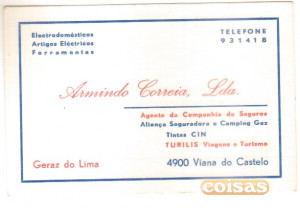 Electrodomésticos
Artigos Eléctricos
Ferramentas
TELEFONE
93141B
Armindo Correia, Lda.
Agente da Companhia de Seguros
Aliança Seguradora e Camping Gaz
Tintas CIN
TURILIS Viagens e Turismo
Geraz do Lima
4900 Viana do Castelo
coisas